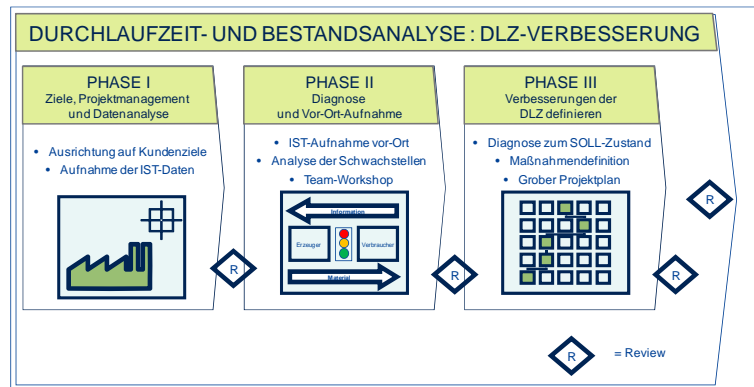 DURCHLAUFZEIT- UND BESTANDSANALYSE : DLZ-VERBESSERUNG
PHASE I
Ziele, Projektmanagement
und Datenanalyse
• Ausrichtung auf Kundenziele
• Aufnahme der IST-Daten
R
PHASE II
Diagnose
und Vor-Ort-Aufnahme
• IST-Aufnahme vor-Ort
• Analyse der Schwachstellen
• Team-Workshop
Information
Erzeuger
Verbraucher
Material
R
PHASE III
Verbesserungen der
DLZ definieren
• Diagnose zum SOLL-Zustand
• Maßnahmendefinition
• Grober Projektplan
R
R
R = Review